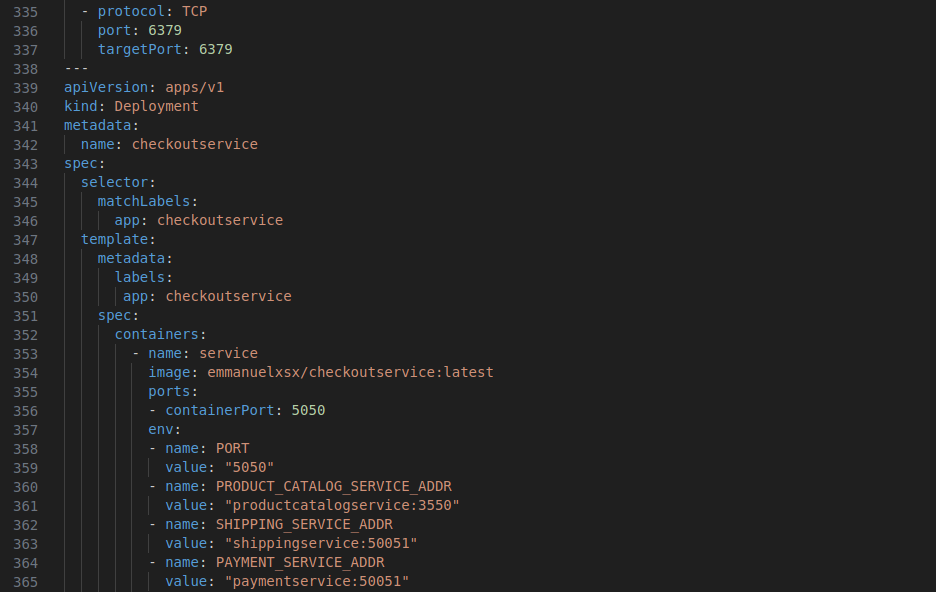 335 - protocol: TCP
336 port: 6379
337 targetPort: 6379
338 ---
339 apiVersion: apps/v1
340 kind: Deployment
341 metadata:
342 name: checkoutservice
343 spec:
344 selector:
345 matchLabels:
346 app: checkoutservice
347 template:
348 metadata:
349 labels:
350 app: checkoutservice
351 spec:
352 containers:
353 - name: service
354 image: emmanuelxsx/checkoutservice:latest
355 ports:
356 - containerPort: 5050
357 env:
358 - name: PORT
359 value: "5050"
360 - name: PRODUCT_CATALOG_SERVICE_ADDR
361 value: "productcatalogservice:3550"
362 - name: SHIPPING_SERVICE_ADDR
363 value: "shippingservice:50051"
364 - name: PAYMENT_SERVICE_ADDR
365 value: "paymentservice:50051"